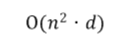 O(n² · d)